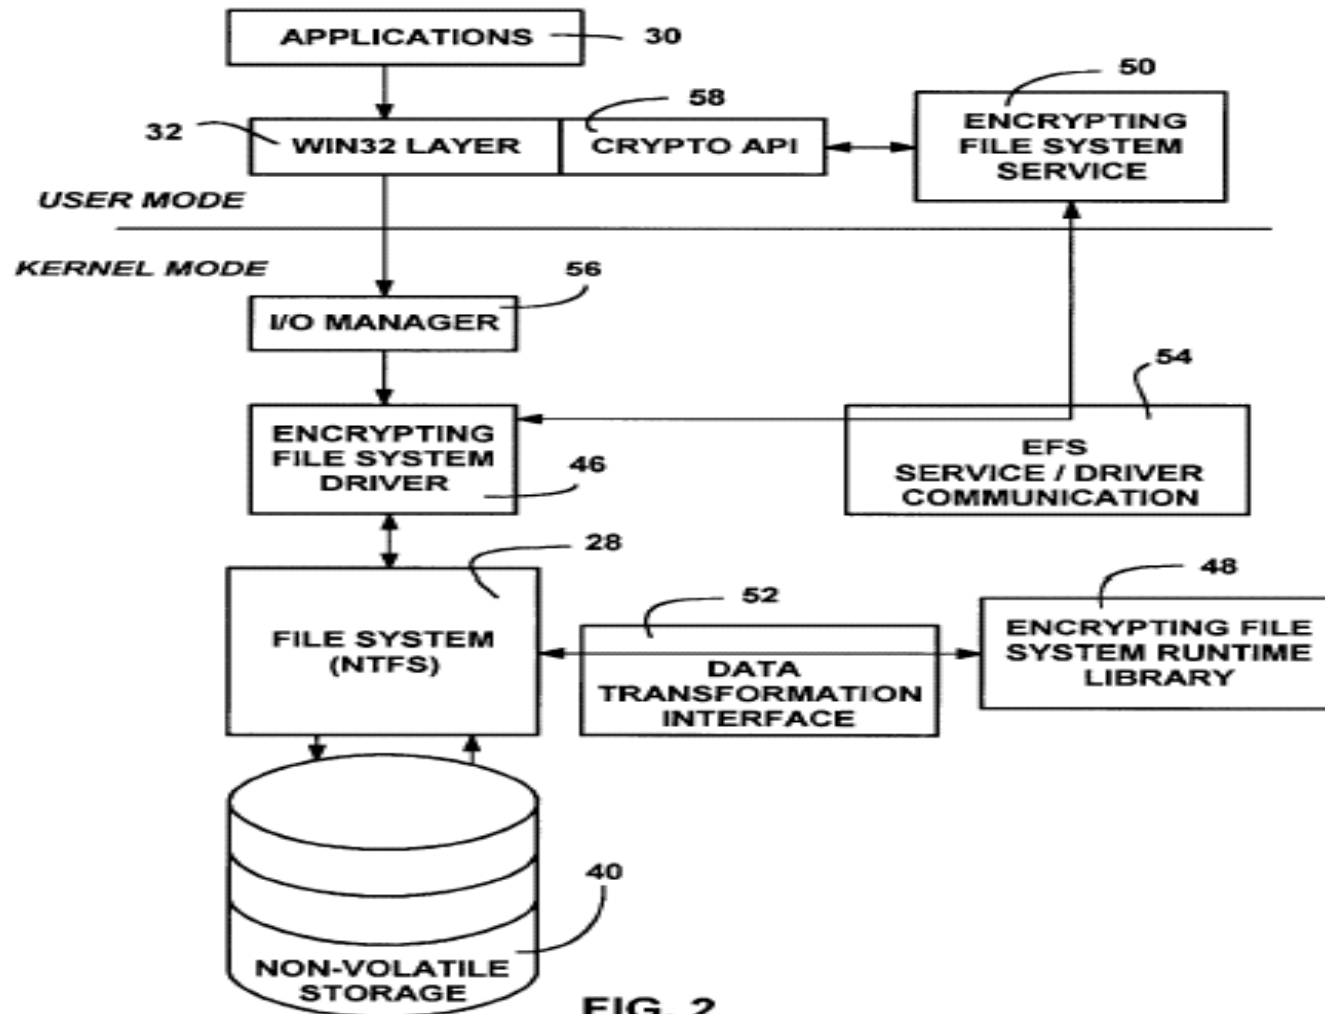 APPLICATIONS
30
50
58
32
WIN32 LAYER
CRYPTO API
ENCRYPTING
FILE SYSTEM
SERVICE
USER MODE
KERNEL MODE
56
I/O MANAGER
54
ENCRYPTING
FILE SYSTEM
DRIVER
46
EFS
SERVICE / DRIVER
COMMUNICATION
28
48
52
FILE SYSTEM
(NTFS)
DATA
TRANSFORMATION
INTERFACE
ENCRYPTING FILE
SYSTEM RUNTIME
LIBRARY
40
NON-VOLATILE
STORAGE
FIG. 2